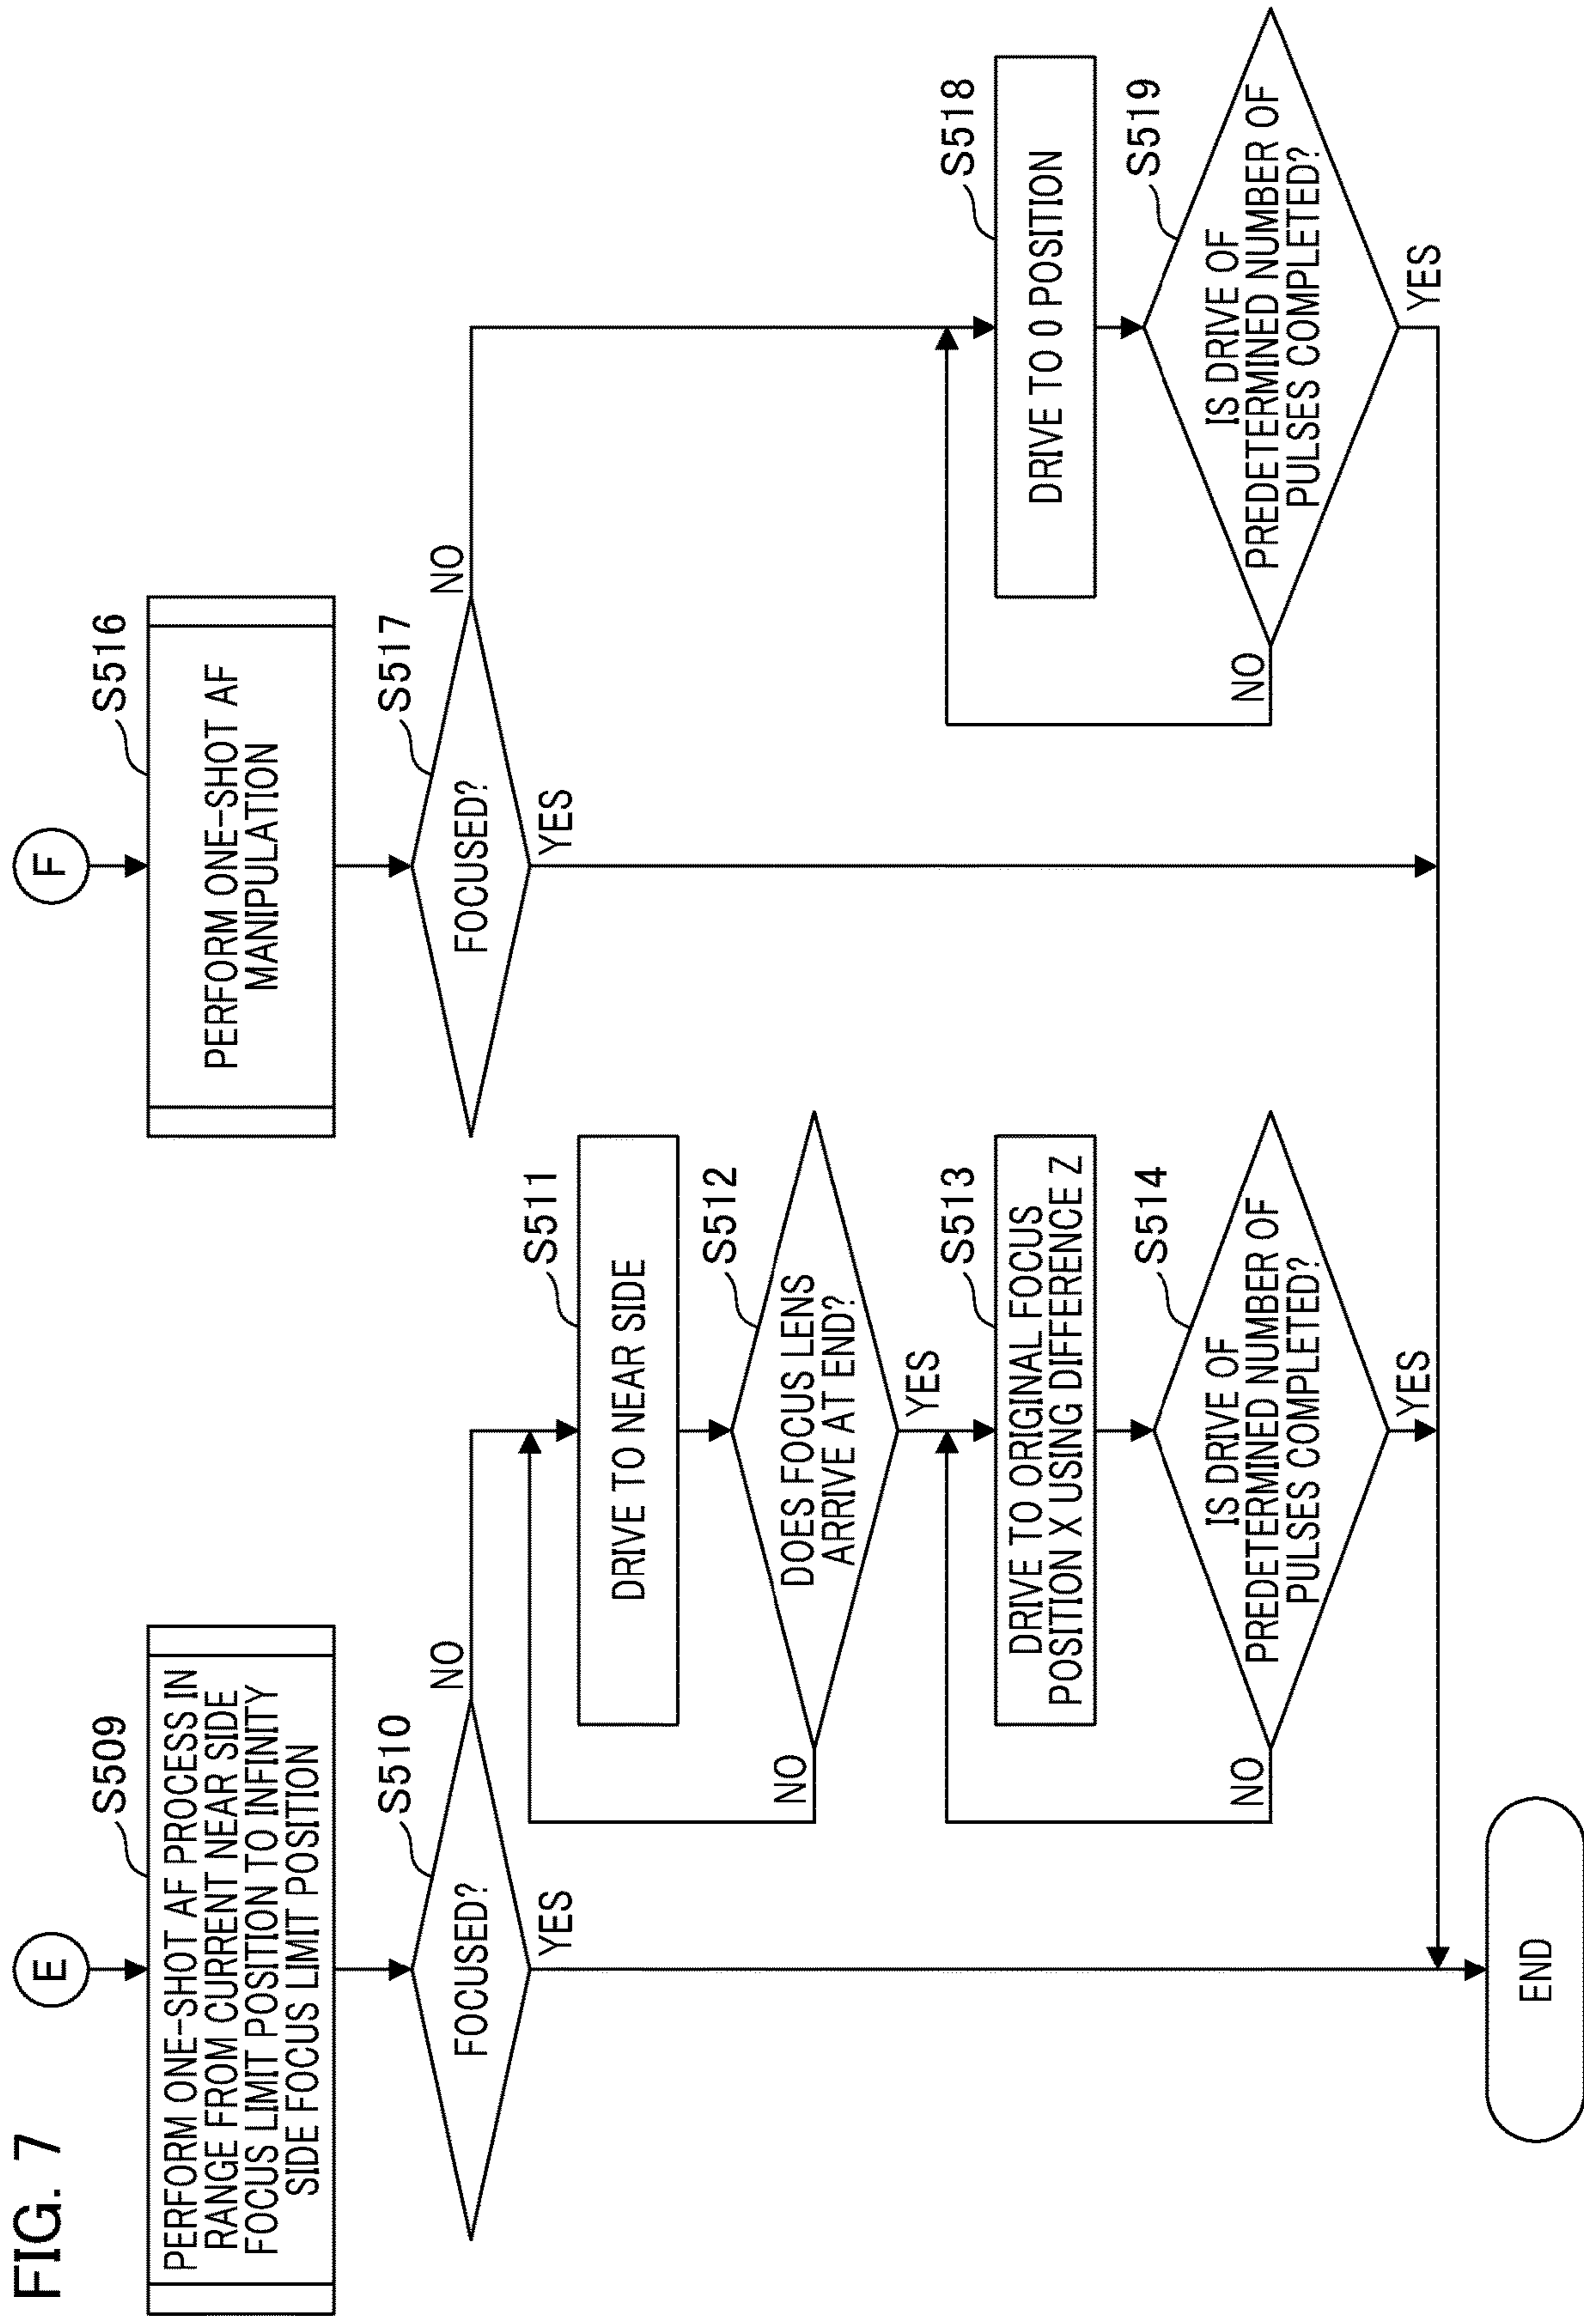 FIG. 7
E
S509
PERFORM ONE-SHOT AF PROCESS IN
RANGE FROM CURRENT NEAR SIDE
FOCUS LIMIT POSITION TO INFINITY
SIDE FOCUS LIMIT POSITION
S510
FOCUSED?
NO
YES
S511
DRIVE TO NEAR SIDE
S512
DOES FOCUS LENS
ARRIVE AT END?
NO
YES
S513
DRIVE TO ORIGINAL FOCUS
POSITION X USING DIFFERENCE Z
S514
IS DRIVE OF
PREDETERMINED NUMBER OF
PULSES COMPLETED?
NO
YES
F
S516
PERFORM ONE-SHOT AF
MANIPULATION
S517
FOCUSED?
NO
YES
S518
DRIVE TO 0 POSITION
S519
IS DRIVE OF
PREDETERMINED NUMBER OF
PULSES COMPLETED?
NO
YES
END